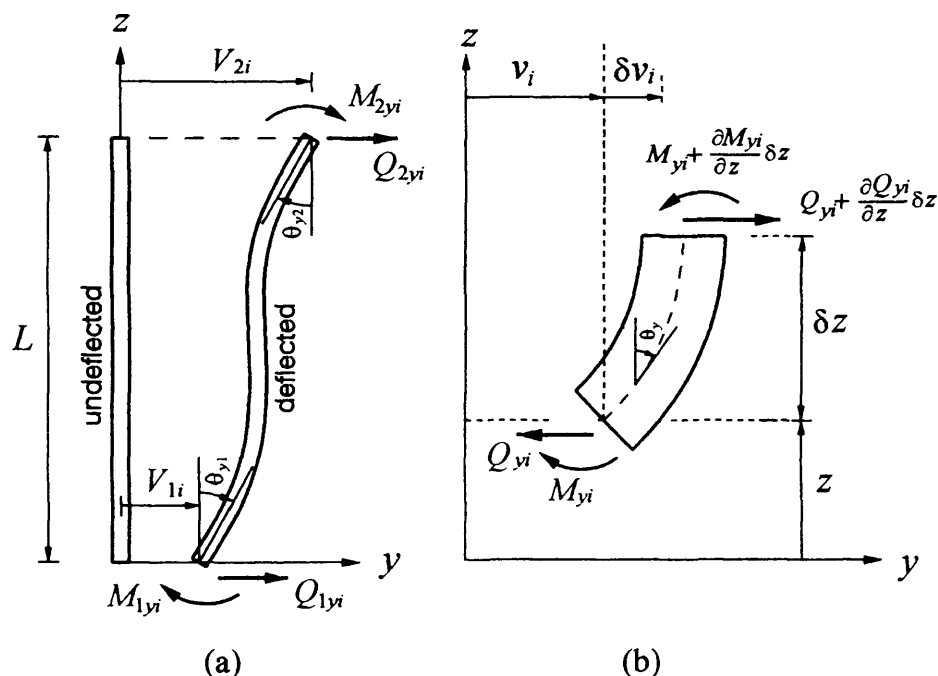 z
V₂ᵢ
M₂yi
Q₂yi
θy2
L
undeflected
deflected
θy1
V₁ᵢ
y
M₁yi
Q₁yi
(a)
z
vᵢ
δvᵢ
Myi + ∂Myi/∂z δz
Qyi + ∂Qyi/∂z δz
θy
δz
Qyi
Myi
z
y
(b)